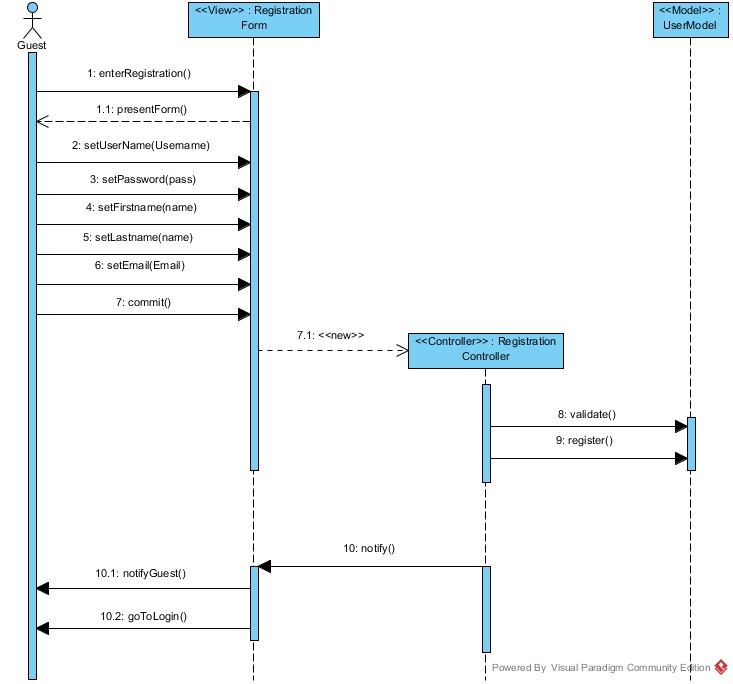 <<View>> : Registration
Form
<<Model>> :
UserModel
Guest
1: enterRegistration()
1.1: presentForm()
2: setUserName(Username)
3: setPassword(pass)
4: setFirstname(name)
5: setLastname(name)
6: setEmail(Email)
7: commit()
7.1: <<new>>
<<Controller>> : Registration
Controller
8: validate()
9: register()
10: notify()
10.1: notifyGuest()
10.2: goToLogin()
Powered By Visual Paradigm Community Edition